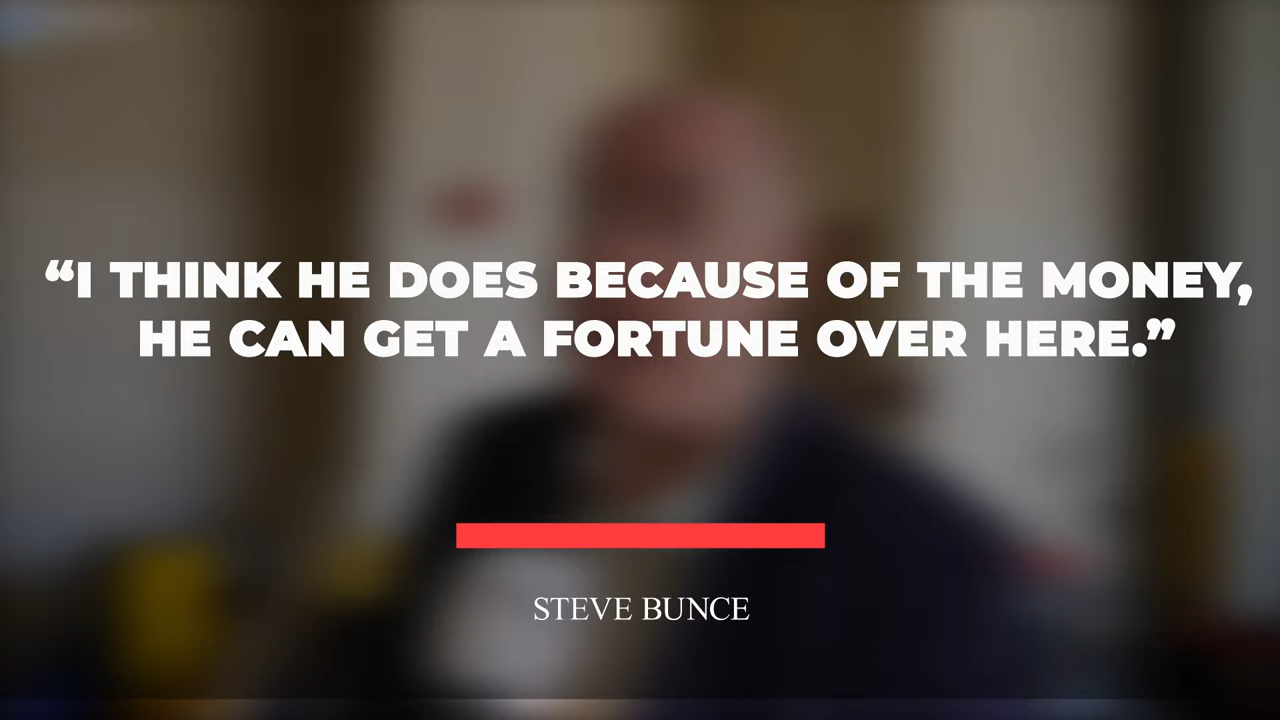 “I THINK HE DOES BECAUSE OF THE MONEY,
HE CAN GET A FORTUNE OVER HERE.”
STEVE BUNCE